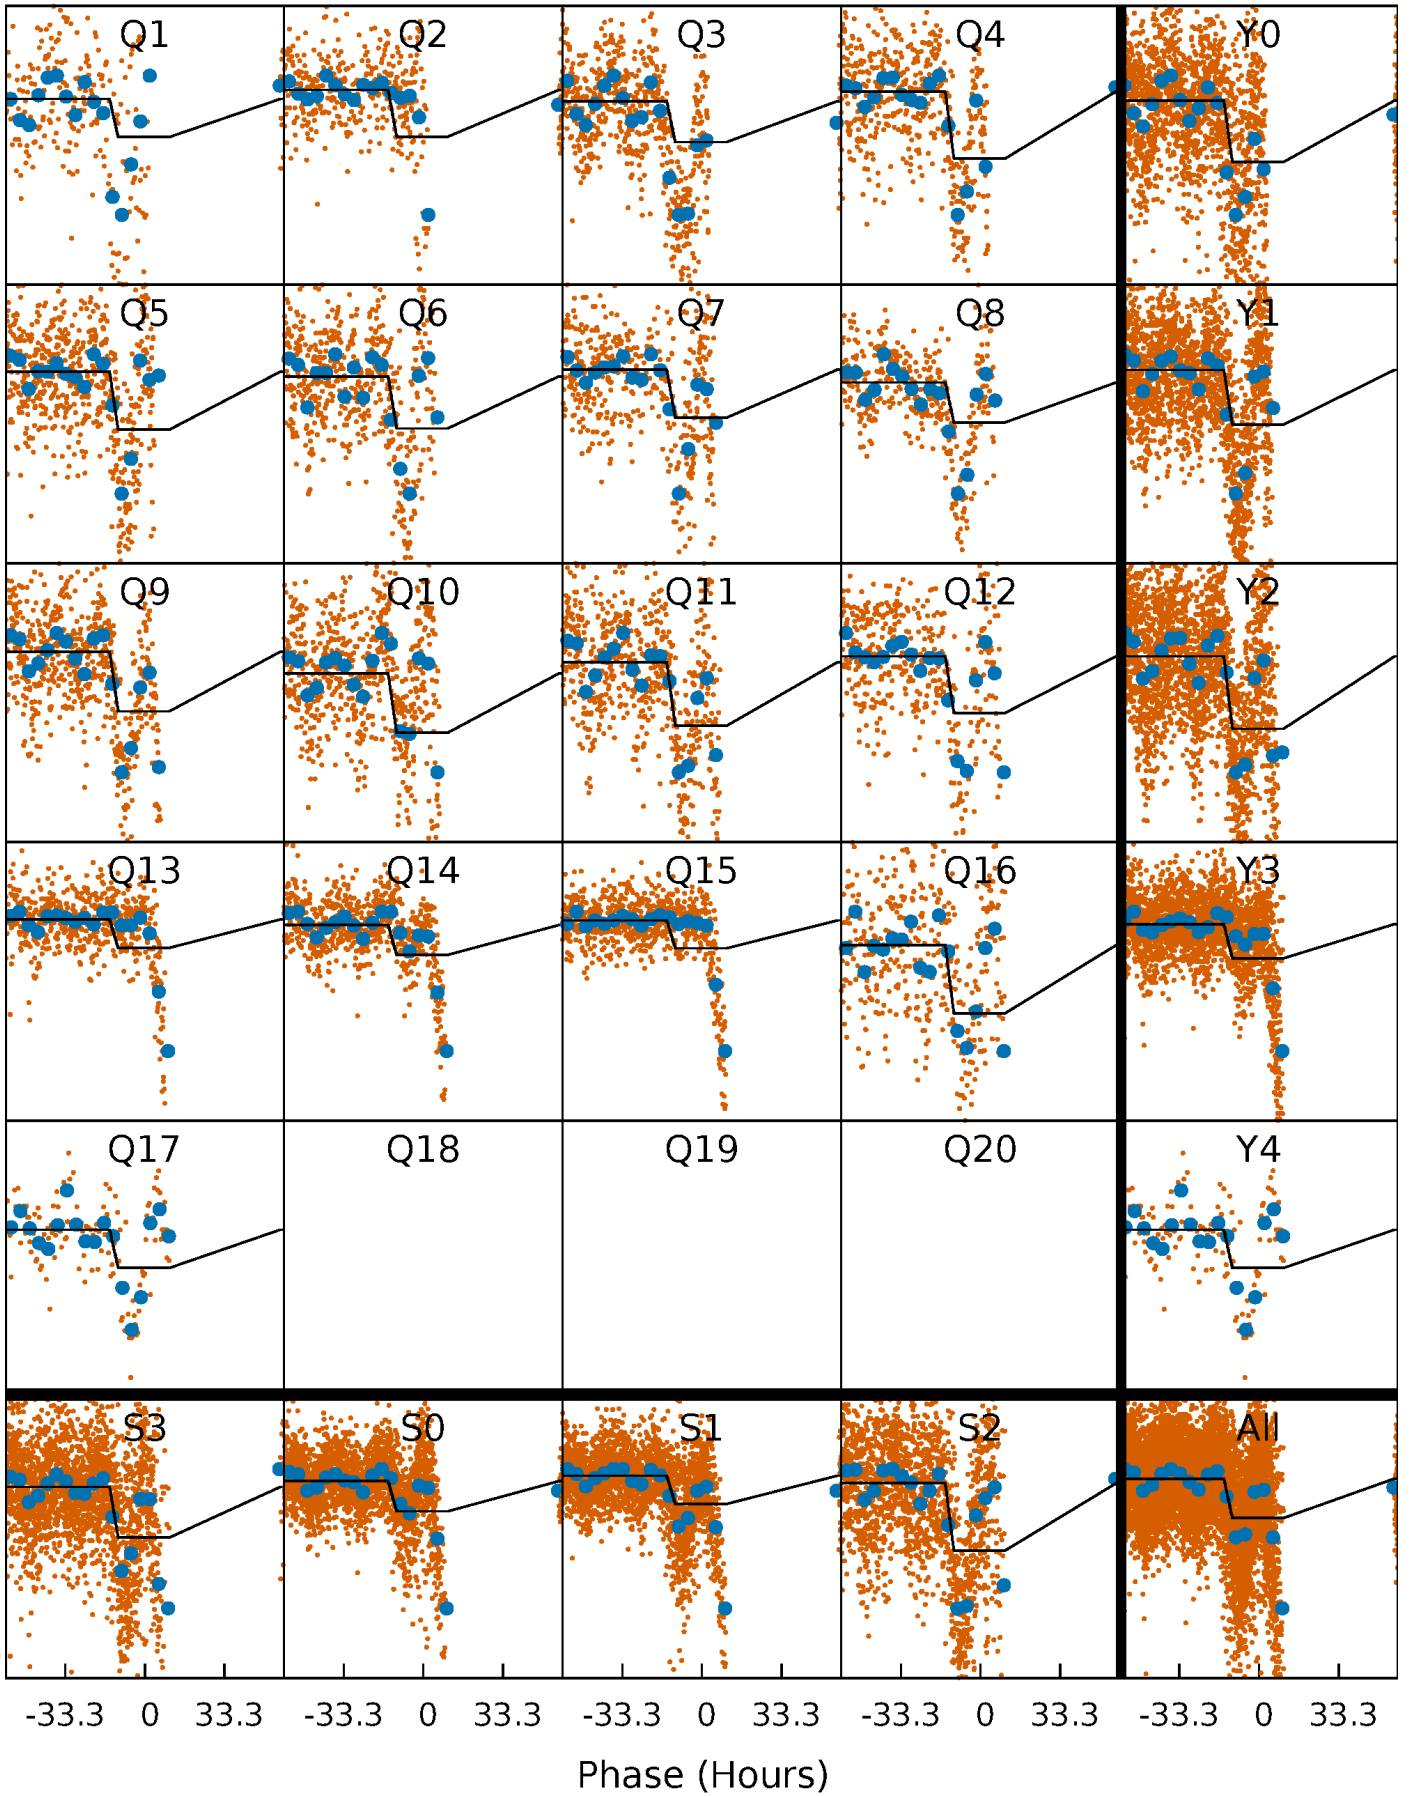 Q1 Q2 Q3 Q4 Y0
Q5 Q6 Q7 Q8 Y1
Q9 Q10 Q11 Q12 Y2
Q13 Q14 Q15 Q16 Y3
Q17 Q18 Q19 Q20 Y4
S3 S0 S1 S2 All
-33.3 0 33.3 -33.3 0 33.3 -33.3 0 33.3 -33.3 0 33.3 -33.3 0 33.3
Phase (Hours)